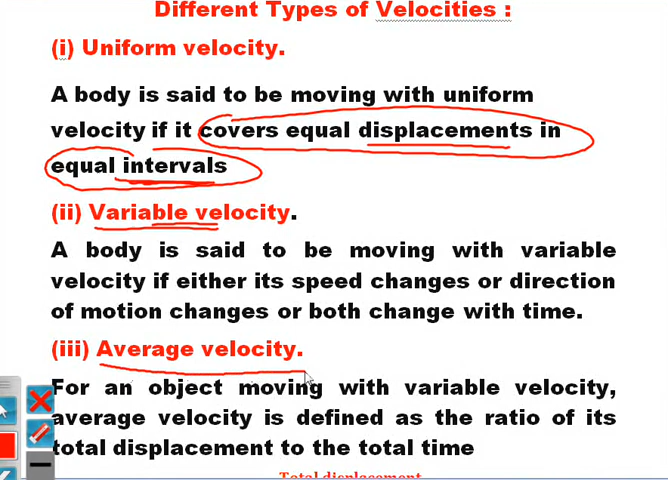 Different Types of Velocities :
(i) Uniform velocity.
A body is said to be moving with uniform
velocity if it covers equal displacements in
equal intervals
(ii) Variable velocity.
A body is said to be moving with variable
velocity if either its speed changes or direction
of motion changes or both change with time.
(iii) Average velocity.
For an object moving with variable velocity,
average velocity is defined as the ratio of its
total displacement to the total time
Total displacement